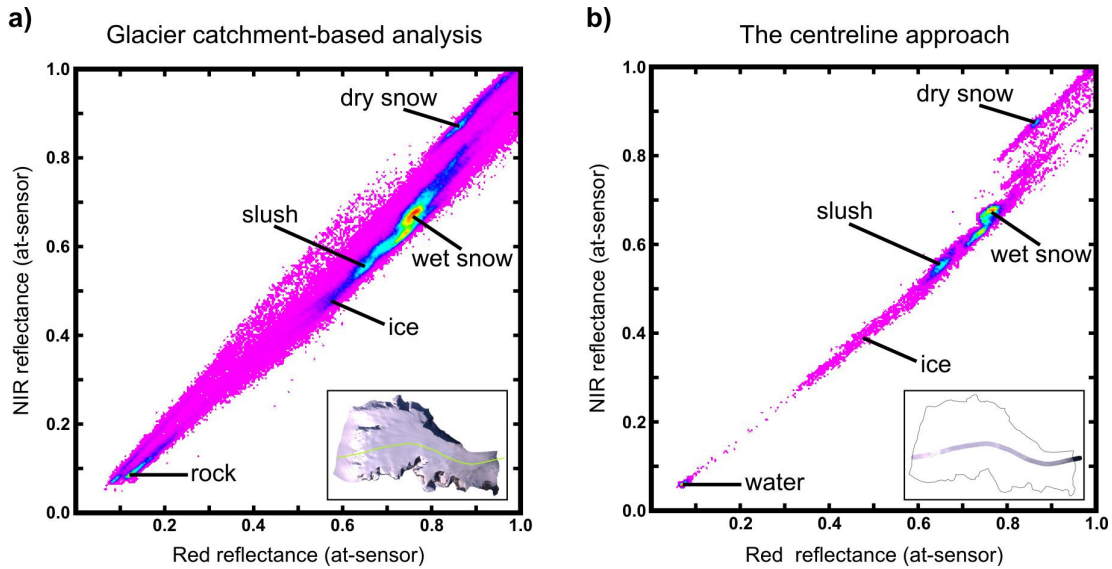 a)
Glacier catchment-based analysis
NIR reflectance (at-sensor)
1.0
0.8
0.6
0.4
0.2
0.0
dry snow
slush
wet snow
ice
rock
0.2
0.4
0.6
0.8
1.0
Red reflectance (at-sensor)
b)
The centreline approach
NIR reflectance (at-sensor)
1.0
0.8
0.6
0.4
0.2
0.0
dry snow
slush
wet snow
ice
water
0.2
0.4
0.6
0.8
1.0
Red reflectance (at-sensor)